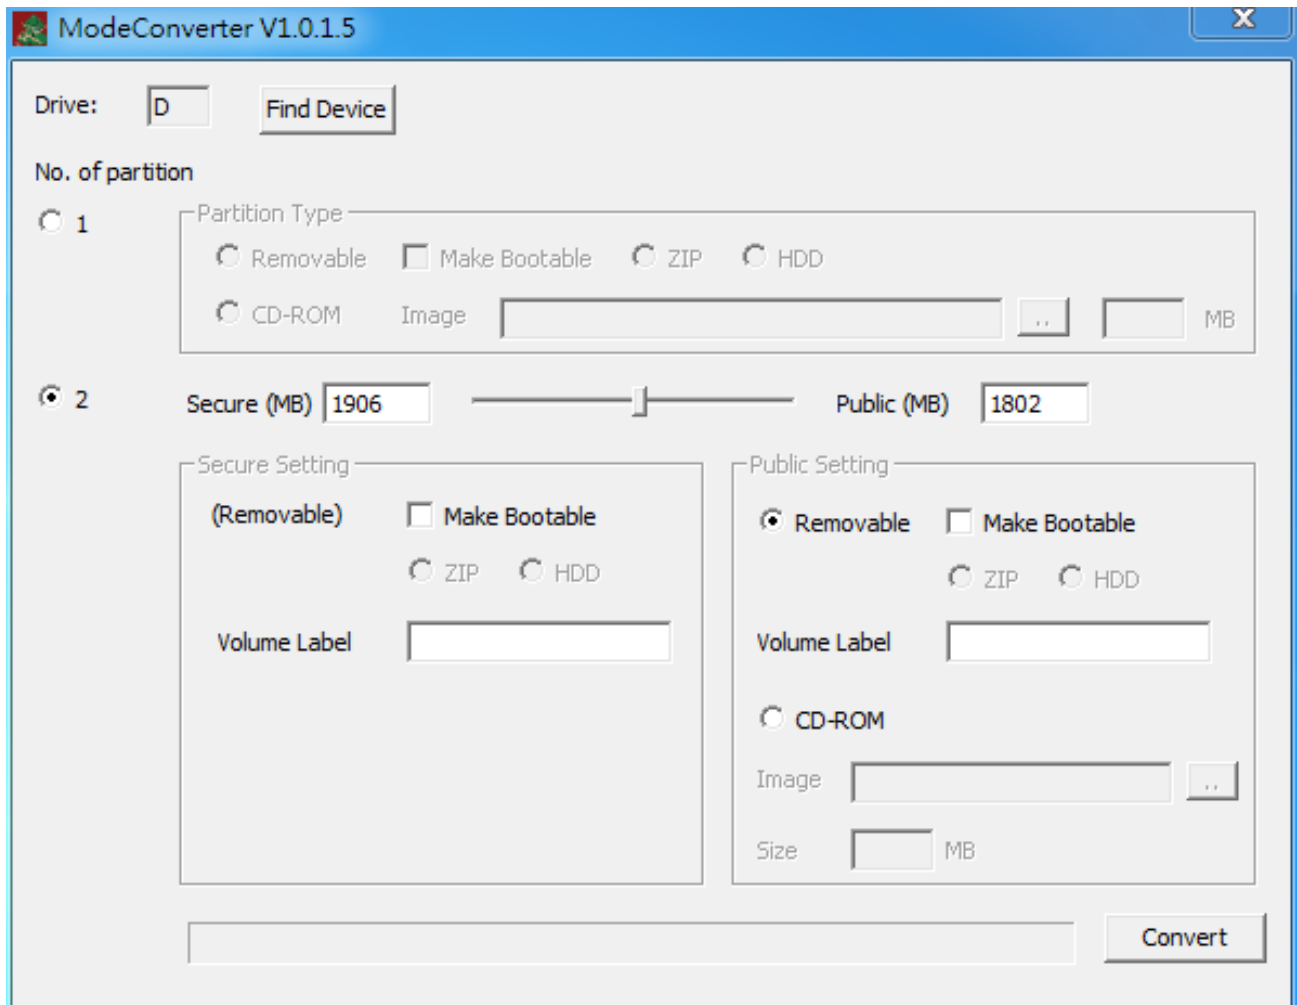 ModeConverter V1.0.1.5
X
Drive: D Find Device
No. of partition
1
Partition Type
Removable Make Bootable ZIP HDD
CD-ROM Image .. MB
2 Secure (MB) 1906 Public (MB) 1802
Secure Setting
(Removable) Make Bootable
ZIP HDD
Volume Label
Public Setting
Removable Make Bootable
ZIP HDD
Volume Label
CD-ROM
Image ..
Size MB
Convert